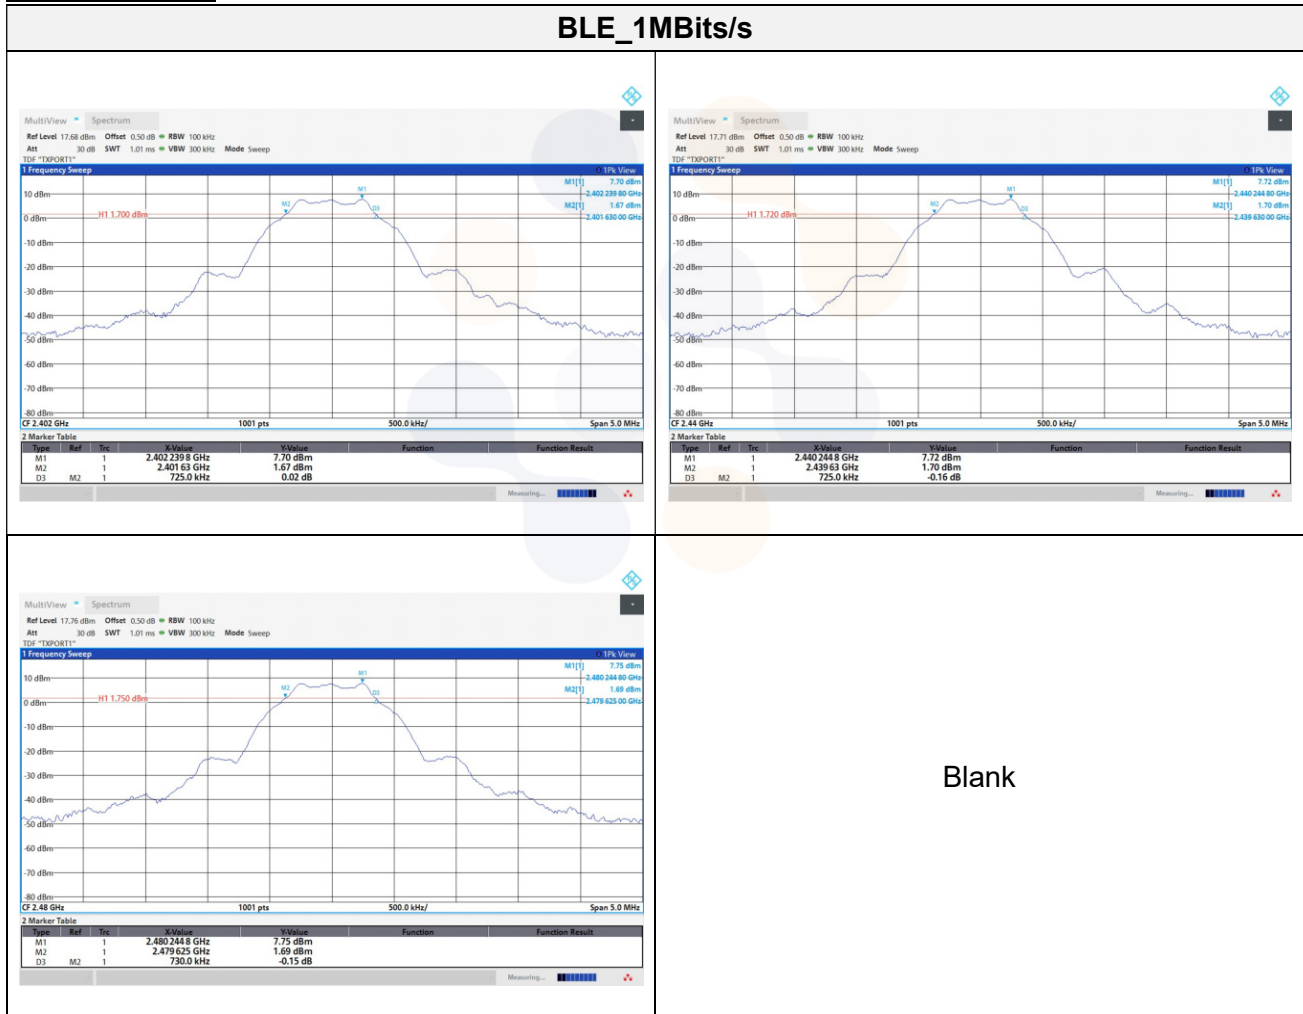 BLE_1MBits/s
MultiView Spectrum
Ref Level 17.68 dBm Offset 0.50 dB RBW 100 kHz
Att 30 dB SWT 1.01 ms VBW 300 kHz Mode Sweep
TDF "TXPORT1"
1 Frequency Sweep 1Pk View
M1[1] 7.70 dBm
2.402 239 80 GHz
M2[1] 1.67 dBm
2.401 630 00 GHz
M1
M2
D3
H1 1.700 dBm
10 dBm
0 dBm
-10 dBm
-20 dBm
-30 dBm
-40 dBm
-50 dBm
-60 dBm
-70 dBm
-80 dBm
CF 2.402 GHz 1001 pts 500.0 kHz/ Span 5.0 MHz
2 Marker Table
Type Ref Trc X-Value Y-Value Function Function Result
M1 1 2.402 239 8 GHz 7.70 dBm
M2 1 2.401 63 GHz 1.67 dBm
D3 M2 1 725.0 kHz 0.02 dB
Measuring...
MultiView Spectrum
Ref Level 17.71 dBm Offset 0.50 dB RBW 100 kHz
Att 30 dB SWT 1.01 ms VBW 300 kHz Mode Sweep
TDF "TXPORT1"
1 Frequency Sweep 1Pk View
M1[1] 7.72 dBm
2.440 244 80 GHz
M2[1] 1.70 dBm
2.439 630 00 GHz
M1
M2
D3
H1 1.720 dBm
10 dBm
0 dBm
-10 dBm
-20 dBm
-30 dBm
-40 dBm
-50 dBm
-60 dBm
-70 dBm
-80 dBm
CF 2.44 GHz 1001 pts 500.0 kHz/ Span 5.0 MHz
2 Marker Table
Type Ref Trc X-Value Y-Value Function Function Result
M1 1 2.440 244 8 GHz 7.72 dBm
M2 1 2.439 63 GHz 1.70 dBm
D3 M2 1 725.0 kHz -0.16 dB
Measuring...
MultiView Spectrum
Ref Level 17.76 dBm Offset 0.50 dB RBW 100 kHz
Att 30 dB SWT 1.01 ms VBW 300 kHz Mode Sweep
TDF "TXPORT1"
1 Frequency Sweep 1Pk View
M1[1] 7.75 dBm
2.480 244 80 GHz
M2[1] 1.69 dBm
2.479 625 00 GHz
M1
M2
D3
H1 1.750 dBm
10 dBm
0 dBm
-10 dBm
-20 dBm
-30 dBm
-40 dBm
-50 dBm
-60 dBm
-70 dBm
-80 dBm
CF 2.48 GHz 1001 pts 500.0 kHz/ Span 5.0 MHz
2 Marker Table
Type Ref Trc X-Value Y-Value Function Function Result
M1 1 2.480 244 8 GHz 7.75 dBm
M2 1 2.479 625 GHz 1.69 dBm
D3 M2 1 730.0 kHz -0.15 dB
Measuring...
Blank